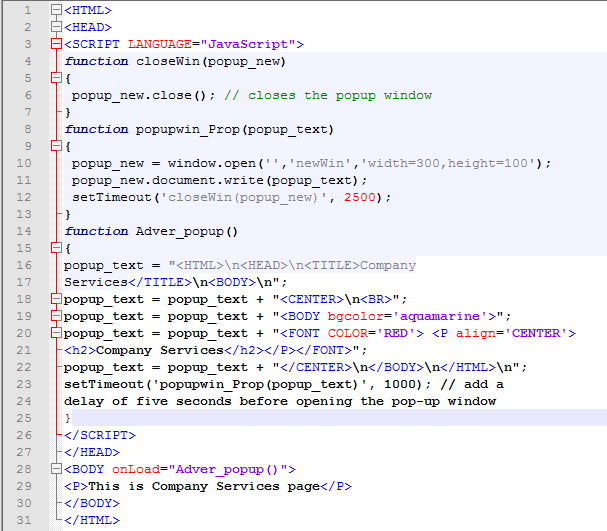 1 <HTML>
2 <HEAD>
3 <SCRIPT LANGUAGE="JavaScript">
4 function closeWin(popup_new)
5 {
6 popup_new.close(); // closes the popup window
7 }
8 function popupwin_Prop(popup_text)
9 {
10 popup_new = window.open('','newWin','width=300,height=100');
11 popup_new.document.write(popup_text);
12 setTimeout('closeWin(popup_new)', 2500);
13 }
14 function Adver_popup()
15 {
16 popup_text = "<HTML>\n<HEAD>\n<TITLE>Company
17 Services</TITLE>\n<BODY>\n";
18 popup_text = popup_text + "<CENTER>\n<BR>";
19 popup_text = popup_text + "<BODY bgcolor='aquamarine'>";
20 popup_text = popup_text + "<FONT COLOR='RED'> <P align='CENTER'>
21 <h2>Company Services</h2></P></FONT>";
22 popup_text = popup_text + "</CENTER>\n</BODY>\n</HTML>\n";
23 setTimeout('popupwin_Prop(popup_text)', 1000); // add a
24 delay of five seconds before opening the pop-up window
25 }
26 </SCRIPT>
27 </HEAD>
28 <BODY onLoad="Adver_popup()">
29 <P>This is Company Services page</P>
30 </BODY>
31 </HTML>